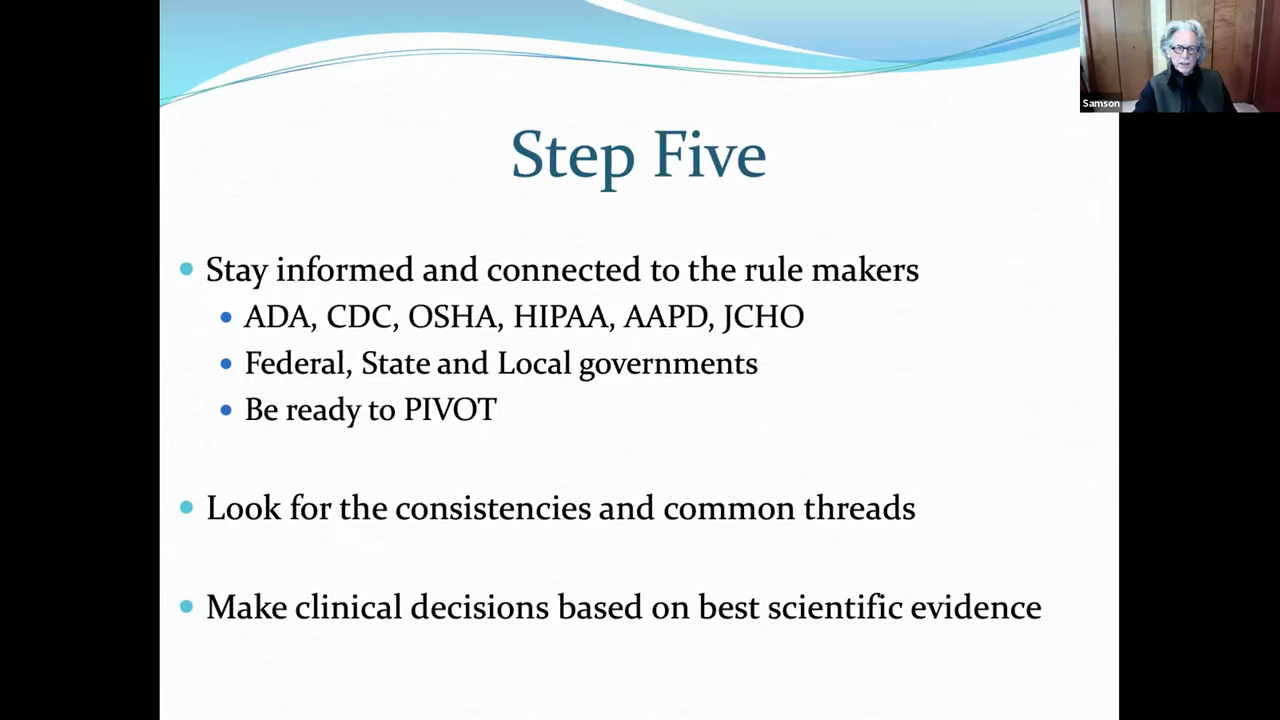 Samson
Step Five
Stay informed and connected to the rule makers
ADA, CDC, OSHA, HIPAA, AAPD, JCHO
Federal, State and Local governments
Be ready to PIVOT
Look for the consistencies and common threads
Make clinical decisions based on best scientific evidence